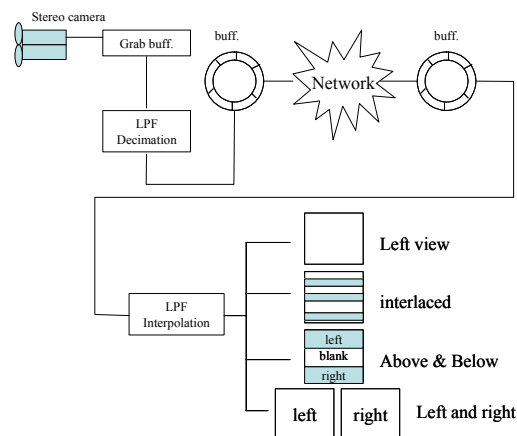 Stereo camera
Grab buff.
buff.
buff.
Network
LPF
Decimation
Left view
LPF
Interpolation
interlaced
left
blank
right
Above & Below
left
right
Left and right